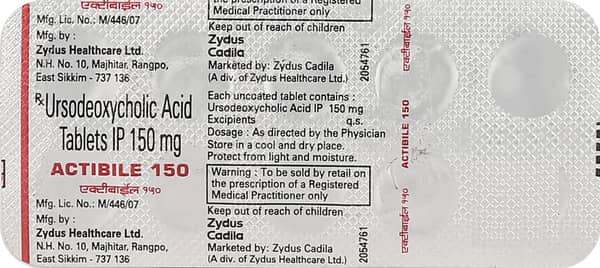 एक्टीबाईल १५०
Mfg. Lic. No.: M/446/07
Mfg. by :
Zydus Healthcare Ltd.
N.H. No. 10, Majhitar, Rangpo,
East Sikkim - 737 136
℞ Ursodeoxycholic Acid
Tablets IP 150 mg
ACTIBILE 150
एक्टीबाईल १५०
Mfg. Lic. No.: M/446/07
Mfg. by :
Zydus Healthcare Ltd.
N.H. No. 10, Majhitar, Rangpo,
East Sikkim - 737 136
the prescription of a Registered
Medical Practitioner only
Keep out of reach of children
Zydus
Cadila
Marketed by: Zydus Cadila
(A div. of Zydus Healthcare Ltd.)
Each uncoated tablet contains :
Ursodeoxycholic Acid IP 150 mg
Excipients q.s.
Dosage : As directed by the Physician
Store in a cool and dry place.
Protect from light and moisture.
Warning : To be sold by retail on
the prescription of a Registered
Medical Practitioner only
Keep out of reach of children
Zydus
Cadila
Marketed by: Zydus Cadila
(A div. of Zydus Healthcare Ltd.)
2054761
2054761
एक्टीबाईल १५०
ACTIBILE 150
एक्टीबाईल १५०